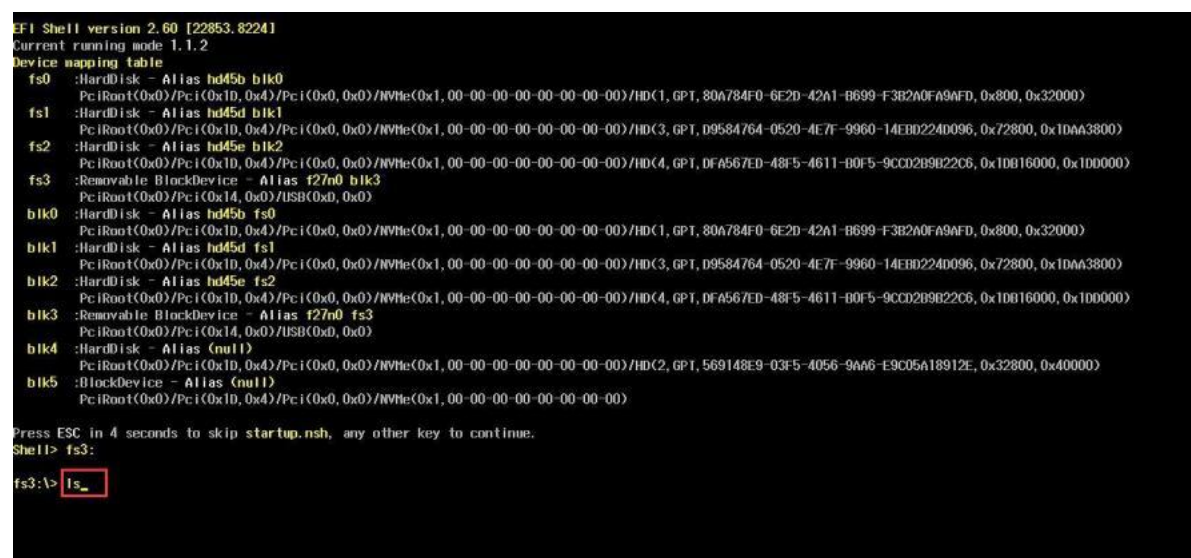 EFI Shell version 2.60 [22853.8224]
Current running mode 1.1.2
Device mapping table
fs0 :HardDisk - Alias hd45b blk0
PciRoot(0x0)/Pci(0x1D,0x4)/Pci(0x0,0x0)/NVMe(0x1,00-00-00-00-00-00-00-00)/HD(1,GPT,80A784F0-6E2D-42A1-B699-F3B2A0FA9AFD,0x800,0x32000)
fs1 :HardDisk - Alias hd45d blk1
PciRoot(0x0)/Pci(0x1D,0x4)/Pci(0x0,0x0)/NVMe(0x1,00-00-00-00-00-00-00-00)/HD(3,GPT,D9584764-0520-4E7F-9960-14EBD224D096,0x72800,0x1DAA3800)
fs2 :HardDisk - Alias hd45e blk2
PciRoot(0x0)/Pci(0x1D,0x4)/Pci(0x0,0x0)/NVMe(0x1,00-00-00-00-00-00-00-00)/HD(4,GPT,DFA567ED-48F5-4611-B0F5-9CCD2B9B22C6,0x1DB16000,0x1DD000)
fs3 :Removable BlockDevice - Alias f27n0 blk3
PciRoot(0x0)/Pci(0x14,0x0)/USB(0xD,0x0)
blk0 :HardDisk - Alias hd45b fs0
PciRoot(0x0)/Pci(0x1D,0x4)/Pci(0x0,0x0)/NVMe(0x1,00-00-00-00-00-00-00-00)/HD(1,GPT,80A784F0-6E2D-42A1-B699-F3B2A0FA9AFD,0x800,0x32000)
blk1 :HardDisk - Alias hd45d fs1
PciRoot(0x0)/Pci(0x1D,0x4)/Pci(0x0,0x0)/NVMe(0x1,00-00-00-00-00-00-00-00)/HD(3,GPT,D9584764-0520-4E7F-9960-14EBD224D096,0x72800,0x1DAA3800)
blk2 :HardDisk - Alias hd45e fs2
PciRoot(0x0)/Pci(0x1D,0x4)/Pci(0x0,0x0)/NVMe(0x1,00-00-00-00-00-00-00-00)/HD(4,GPT,DFA567ED-48F5-4611-B0F5-9CCD2B9B22C6,0x1DB16000,0x1DD000)
blk3 :Removable BlockDevice - Alias f27n0 fs3
PciRoot(0x0)/Pci(0x14,0x0)/USB(0xD,0x0)
blk4 :HardDisk - Alias (null)
PciRoot(0x0)/Pci(0x1D,0x4)/Pci(0x0,0x0)/NVMe(0x1,00-00-00-00-00-00-00-00)/HD(2,GPT,569148E9-03F5-4056-9AA6-E9C05A18912E,0x32800,0x40000)
blk5 :BlockDevice - Alias (null)
PciRoot(0x0)/Pci(0x1D,0x4)/Pci(0x0,0x0)/NVMe(0x1,00-00-00-00-00-00-00-00)
Press ESC in 4 seconds to skip startup.nsh, any other key to continue.
Shell> fs3:
fs3:\> ls_